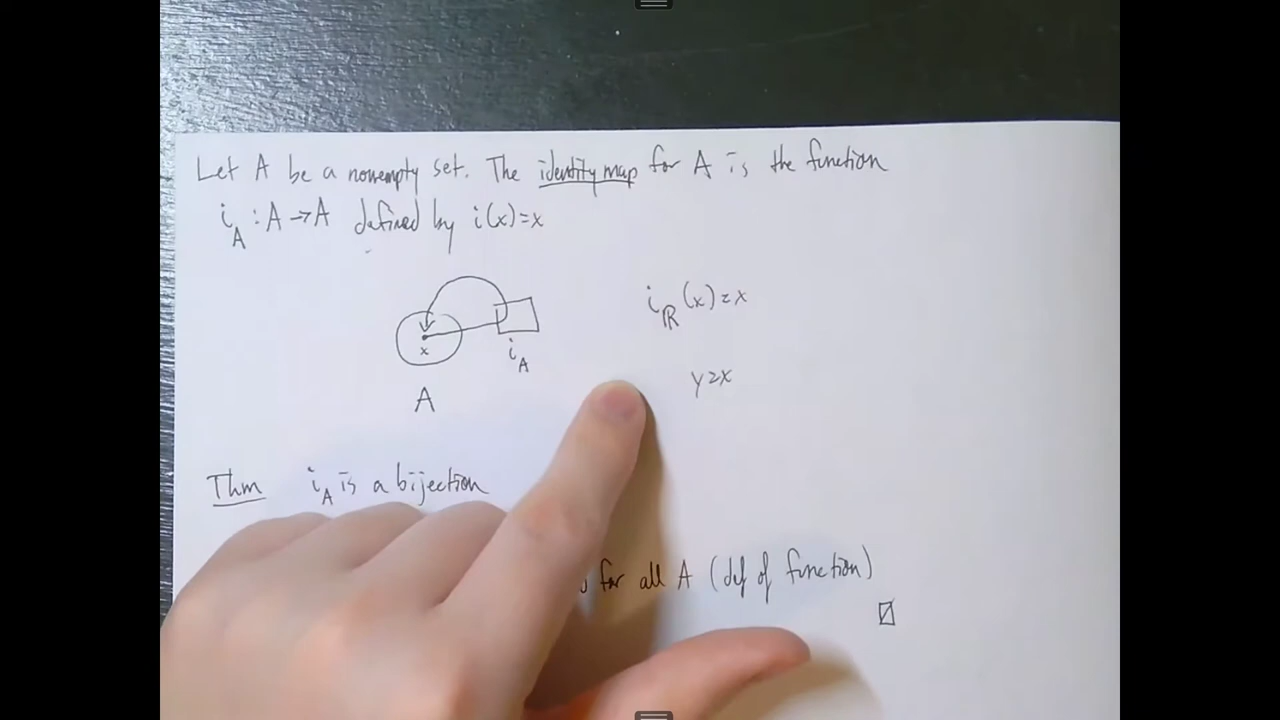 Let A be a nonempty set. The identity map for A is the function
i_A : A → A defined by i(x)=x
x
i_A
A
i_ℝ(x)=x
y=x
Thm i_A is a bijection
for all A (def of function)